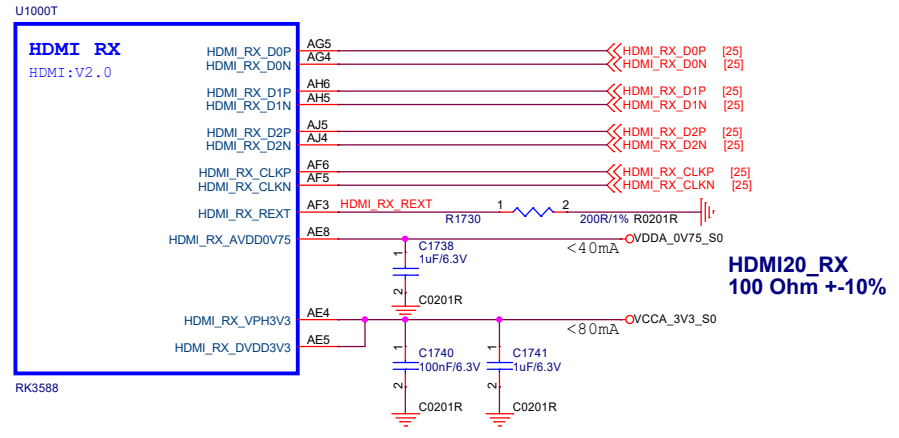 U1000T
HDMI RX
HDMI:V2.0
HDMI_RX_D0P AG5 HDMI_RX_D0P [25]
HDMI_RX_D0N AG4 HDMI_RX_D0N [25]
HDMI_RX_D1P AH6 HDMI_RX_D1P [25]
HDMI_RX_D1N AH5 HDMI_RX_D1N [25]
HDMI_RX_D2P AJ5 HDMI_RX_D2P [25]
HDMI_RX_D2N AJ4 HDMI_RX_D2N [25]
HDMI_RX_CLKP AF6 HDMI_RX_CLKP [25]
HDMI_RX_CLKN AF5 HDMI_RX_CLKN [25]
HDMI_RX_REXT AF3 HDMI_RX_REXT 1 2
R1730 200R/1% R0201R
HDMI_RX_AVDD0V75 AE8 VDDA_0V75_S0
<40mA
1 C1738
1uF/6.3V
2 C0201R
HDMI20_RX
100 Ohm +-10%
HDMI_RX_VPH3V3 AE4 VCCA_3V3_S0
<80mA
HDMI_RX_DVDD3V3 AE5
1 C1740 1 C1741
100nF/6.3V 1uF/6.3V
2 C0201R 2 C0201R
RK3588